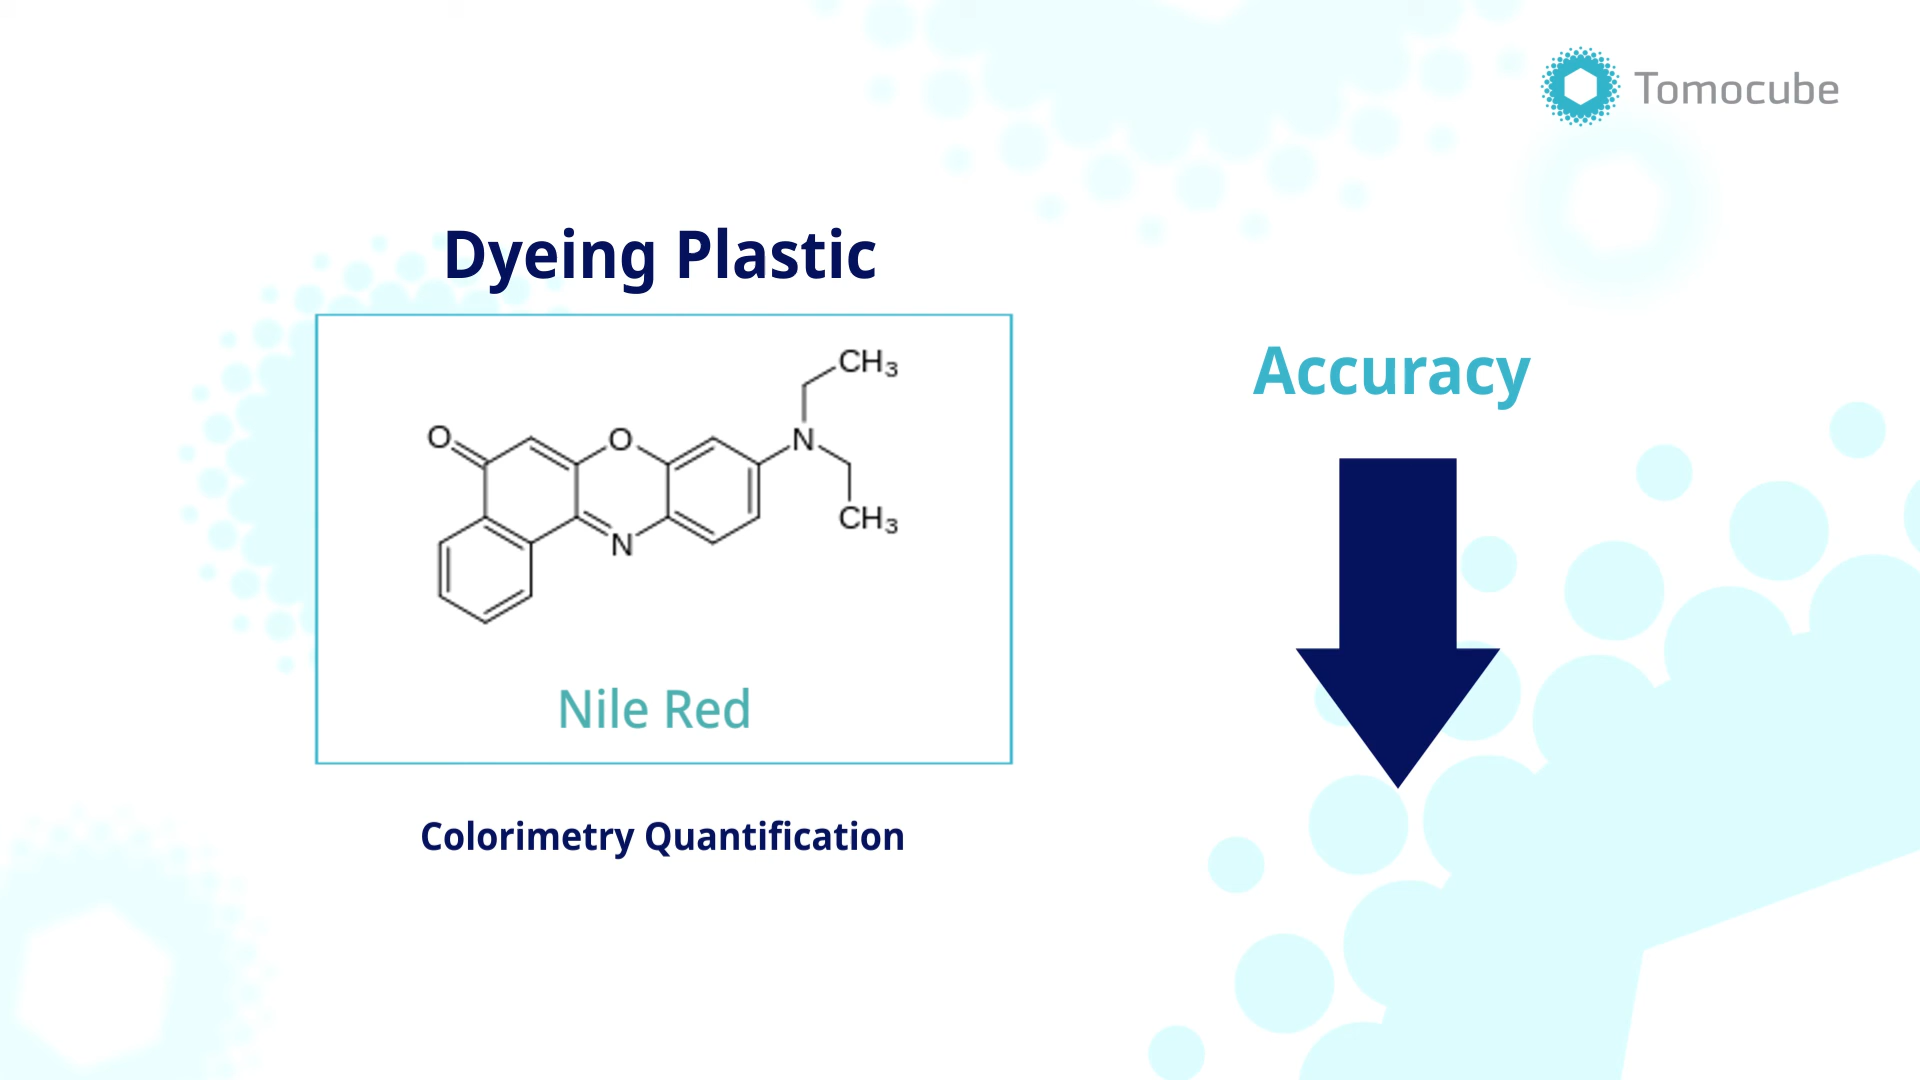 Tomocube
Dyeing Plastic
CH₃
O
O
N
CH₃
N
Nile Red
Colorimetry Quantification
Accuracy